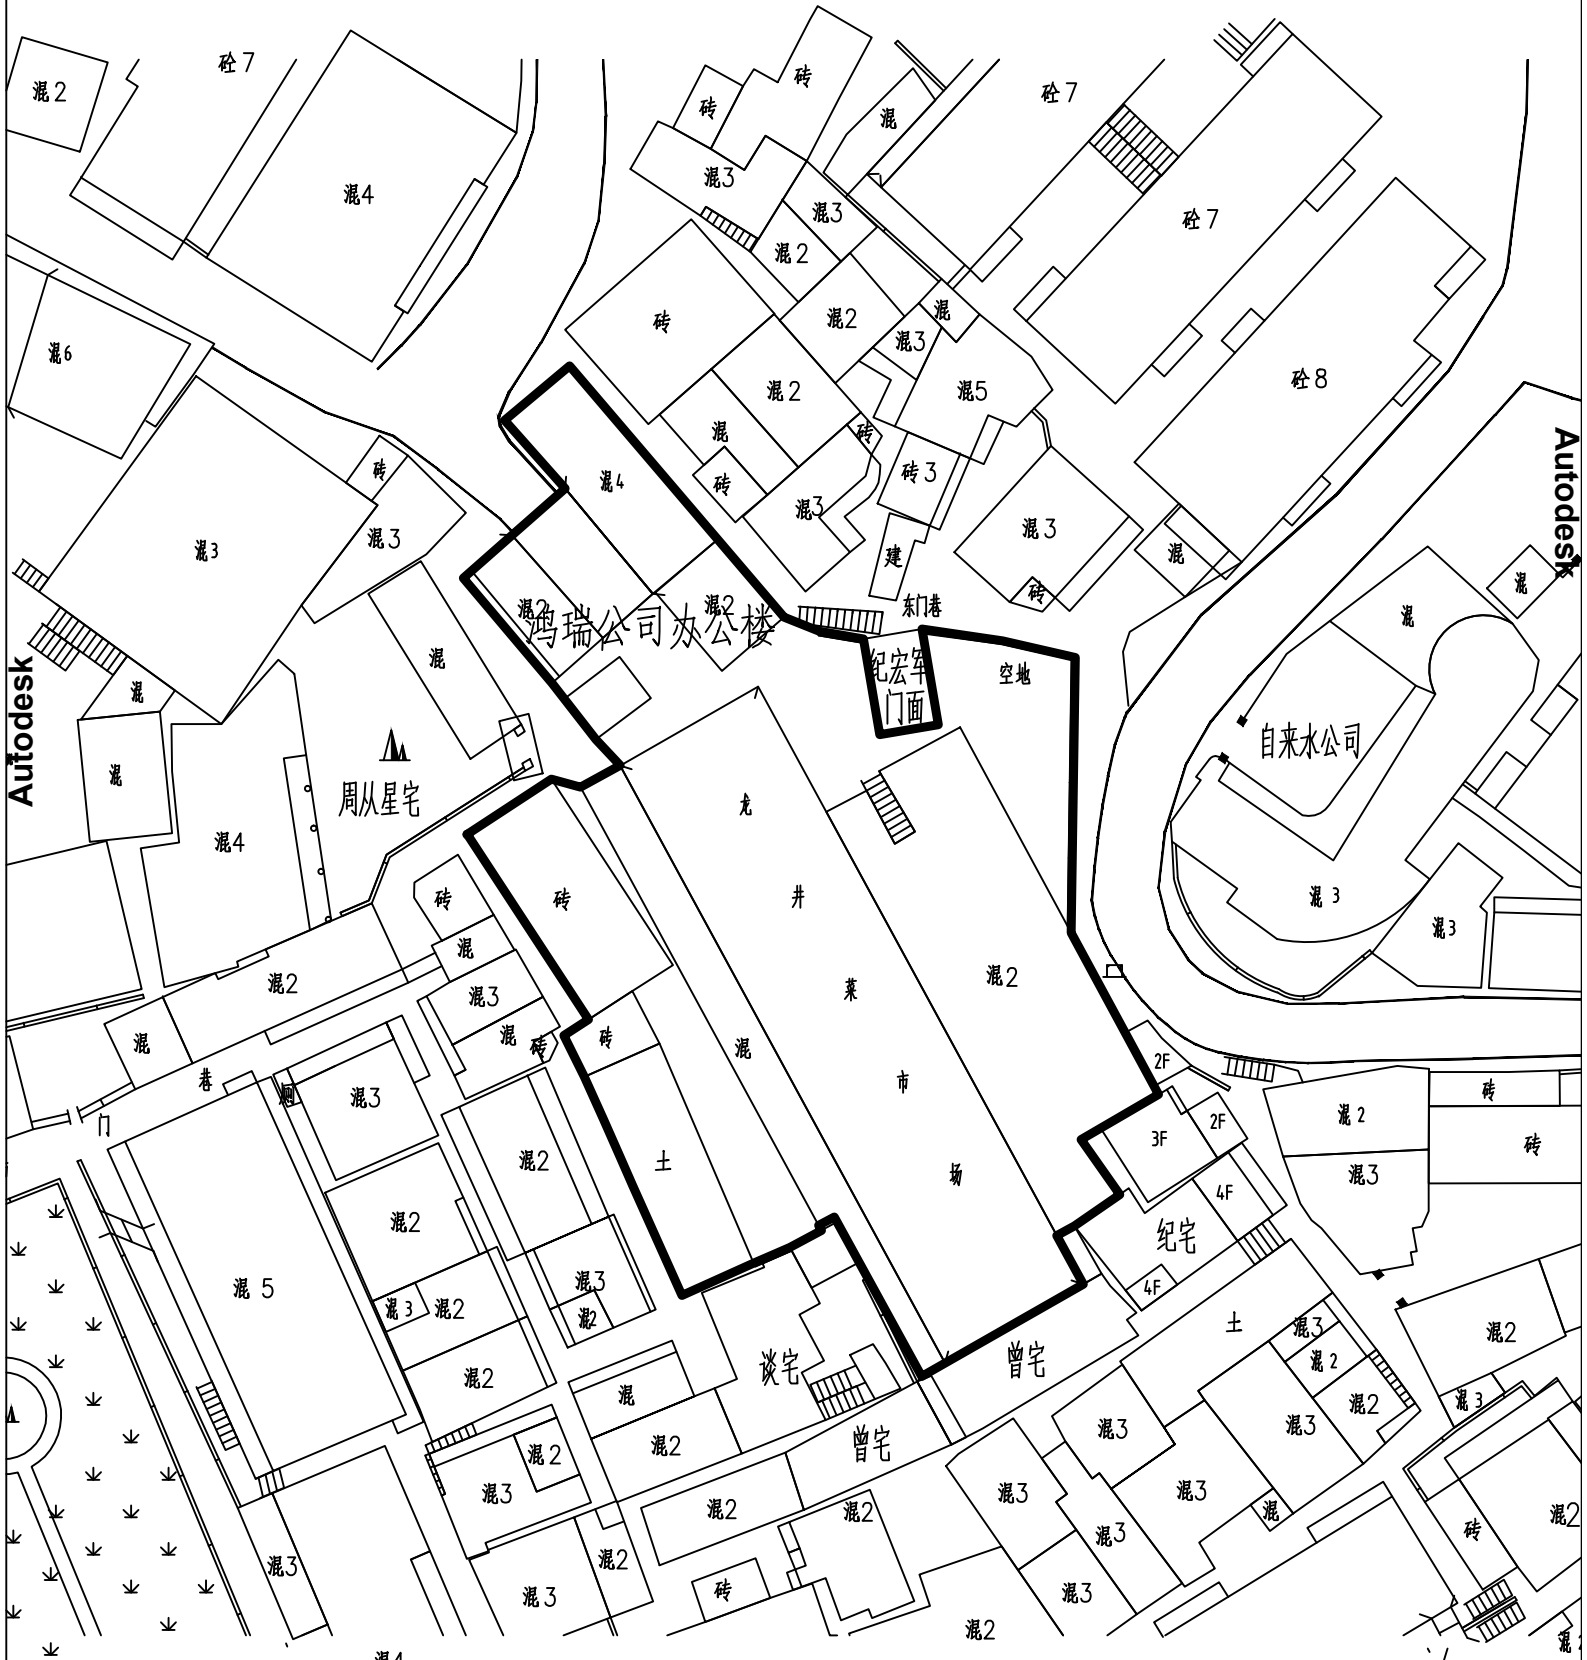 砼7
混2
混4
砖
砖
混
砼7
混3
混3
混2
砼7
混6
砖
混2
混
混3
砼8
混2
混5
混
砖
砖
混4
砖
砖3
混3
混3
混3
混3
混
建
砖
混
混
Autodesk
东门巷
混2
混2
鸿瑞公司办公楼
混
纪宏军
门面
空地
混
混
自来水公司
Autodesk
混
周从星宅
龙
井
菜
市
场
混4
砖
砖
混
混2
混2
混3
混3
混3
混
混
砖
砖
混
巷
厕
混3
门
2F
2F
3F
4F
4F
砖
砖
混2
混3
混2
土
混2
纪宅
混5
混3
混3
混2
混2
混2
土
混3
混2
混2
谈宅
曾宅
混2
混2
混3
混
混3
混3
混2
曾宅
混2
混3
混3
混3
混
混2
混2
混2
砖
混3
混3
混2
混3
砖
混3
混2
混4
混